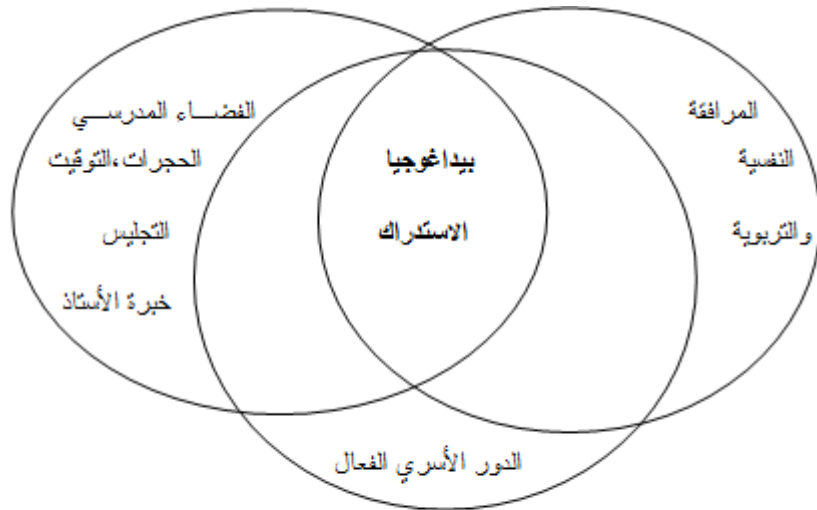 الفضـــاء المدرســـي
الحجرات،التوقيت
التجليس
خبرة الأستاذ
بيداغوجيا
الاستدراك
المرافقة
النفسية
والتربوية
الدور الأسري الفعال